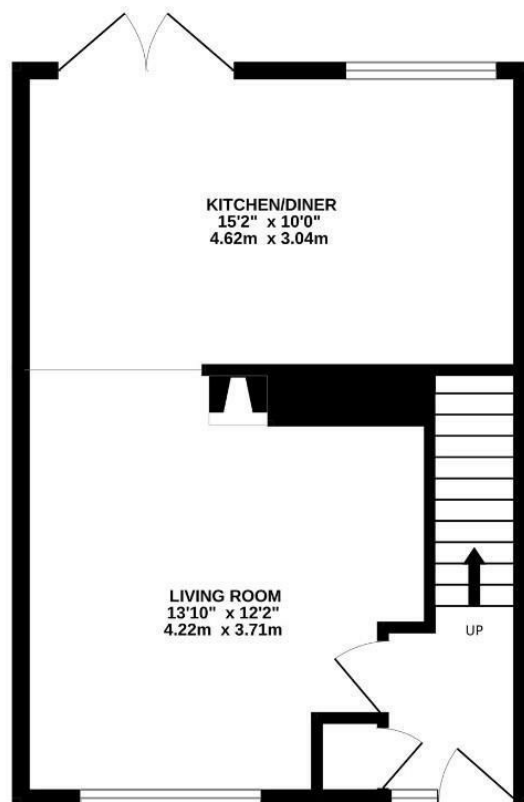 KITCHEN/DINER
15'2" x 10'0"
4.62m x 3.04m
LIVING ROOM
13'10" x 12'2"
4.22m x 3.71m
UP